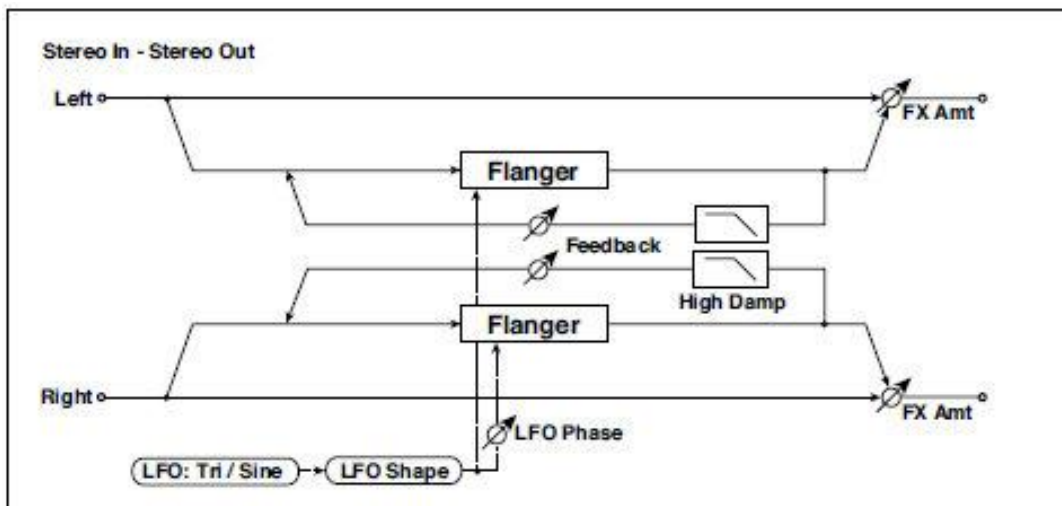 Stereo In - Stereo Out
Left
FX Amt
Flanger
Feedback
High Damp
Flanger
Right
FX Amt
LFO Phase
LFO: Tri / Sine
LFO Shape